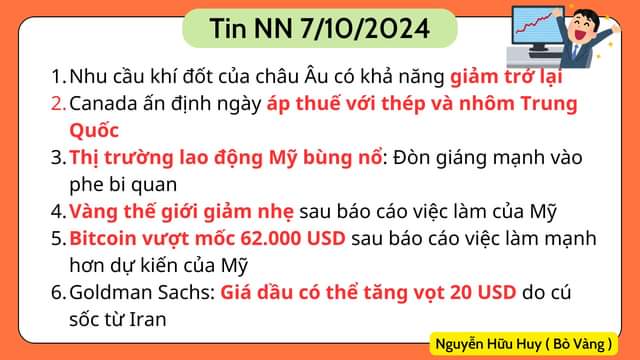 Tin NN 7/10/2024
1. Nhu cầu khí đốt của châu Âu có khả năng giảm trở lại
2. Canada ấn định ngày áp thuế với thép và nhôm Trung
Quốc
3. Thị trường lao động Mỹ bùng nổ: Đòn giáng mạnh vào
phe bi quan
4. Vàng thế giới giảm nhẹ sau báo cáo việc làm của Mỹ
5. Bitcoin vượt mốc 62.000 USD sau báo cáo việc làm mạnh
hơn dự kiến của Mỹ
6. Goldman Sachs: Giá dầu có thể tăng vọt 20 USD do cú
sốc từ Iran
Nguyễn Hữu Huy ( Bò Vàng )